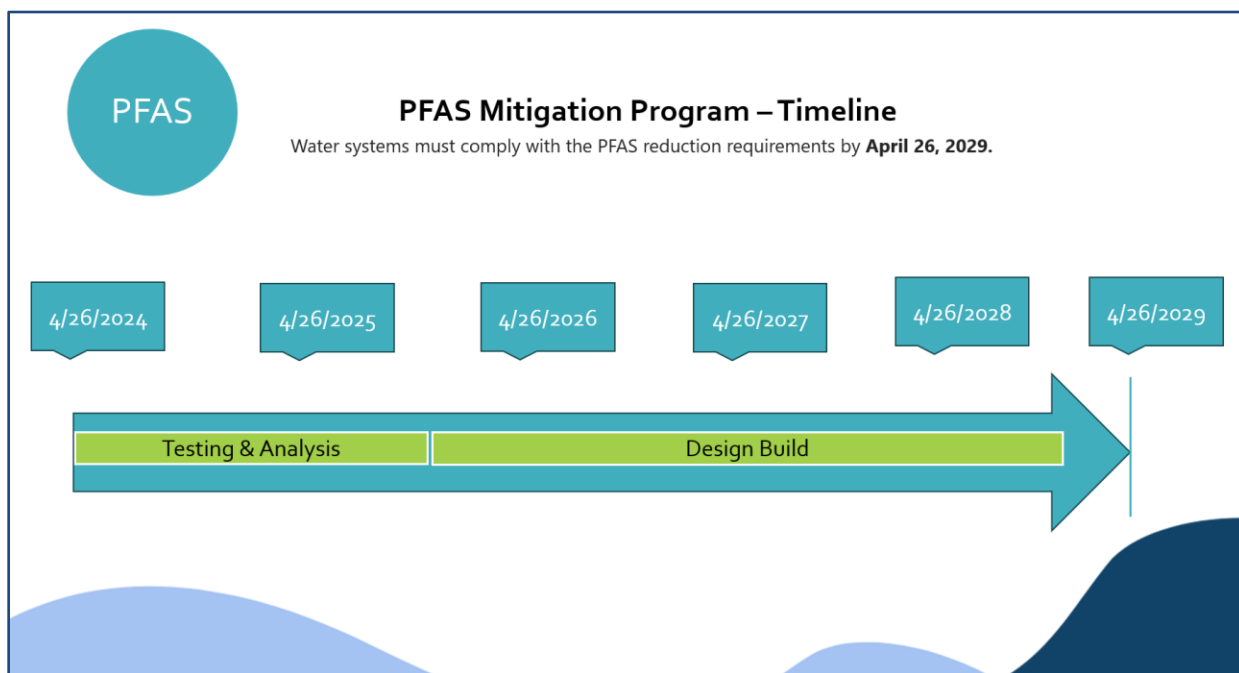 PFAS
PFAS Mitigation Program – Timeline
Water systems must comply with the PFAS reduction requirements by April 26, 2029.
4/26/2024
4/26/2025
4/26/2026
4/26/2027
4/26/2028
4/26/2029
Testing & Analysis
Design Build